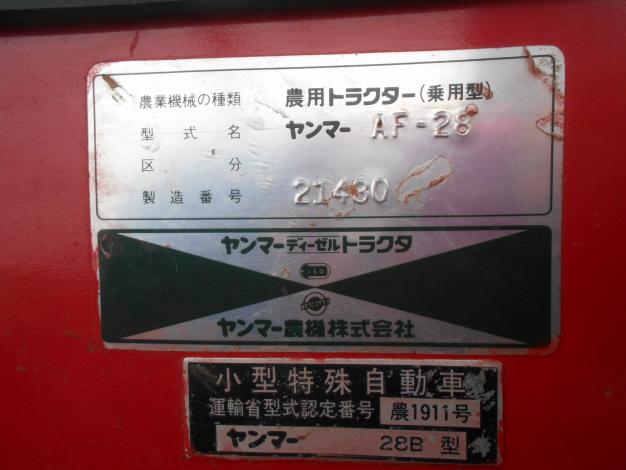 農業機械の種類 農用トラクター(乗用型)
型式名 ヤンマー AF-28
区分
製造番号 21430
ヤンマーディーゼルトラクタ
ヤンマー農機株式会社
小型特殊自動車
運輸省型式認定番号 農1911号
ヤンマー 28B 型